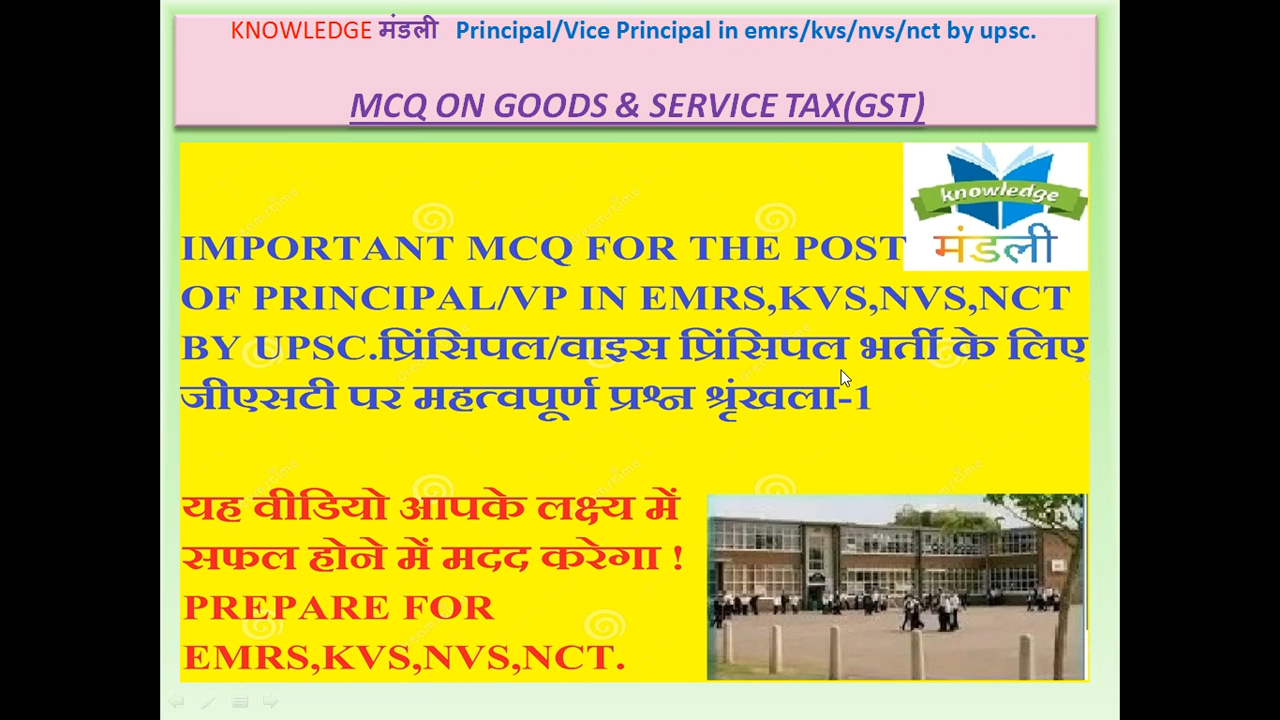 KNOWLEDGE मंडली Principal/Vice Principal in emrs/kvs/nvs/nct by upsc.
MCQ ON GOODS & SERVICE TAX(GST)
knowledge
मंडली
IMPORTANT MCQ FOR THE POST
OF PRINCIPAL/VP IN EMRS,KVS,NVS,NCT
BY UPSC.प्रिंसिपल/वाइस प्रिंसिपल भर्ती के लिए
जीएसटी पर महत्वपूर्ण प्रश्न श्रृंखला-1
यह वीडियो आपके लक्ष्य में
सफल होने में मदद करेगा !
PREPARE FOR
EMRS,KVS,NVS,NCT.